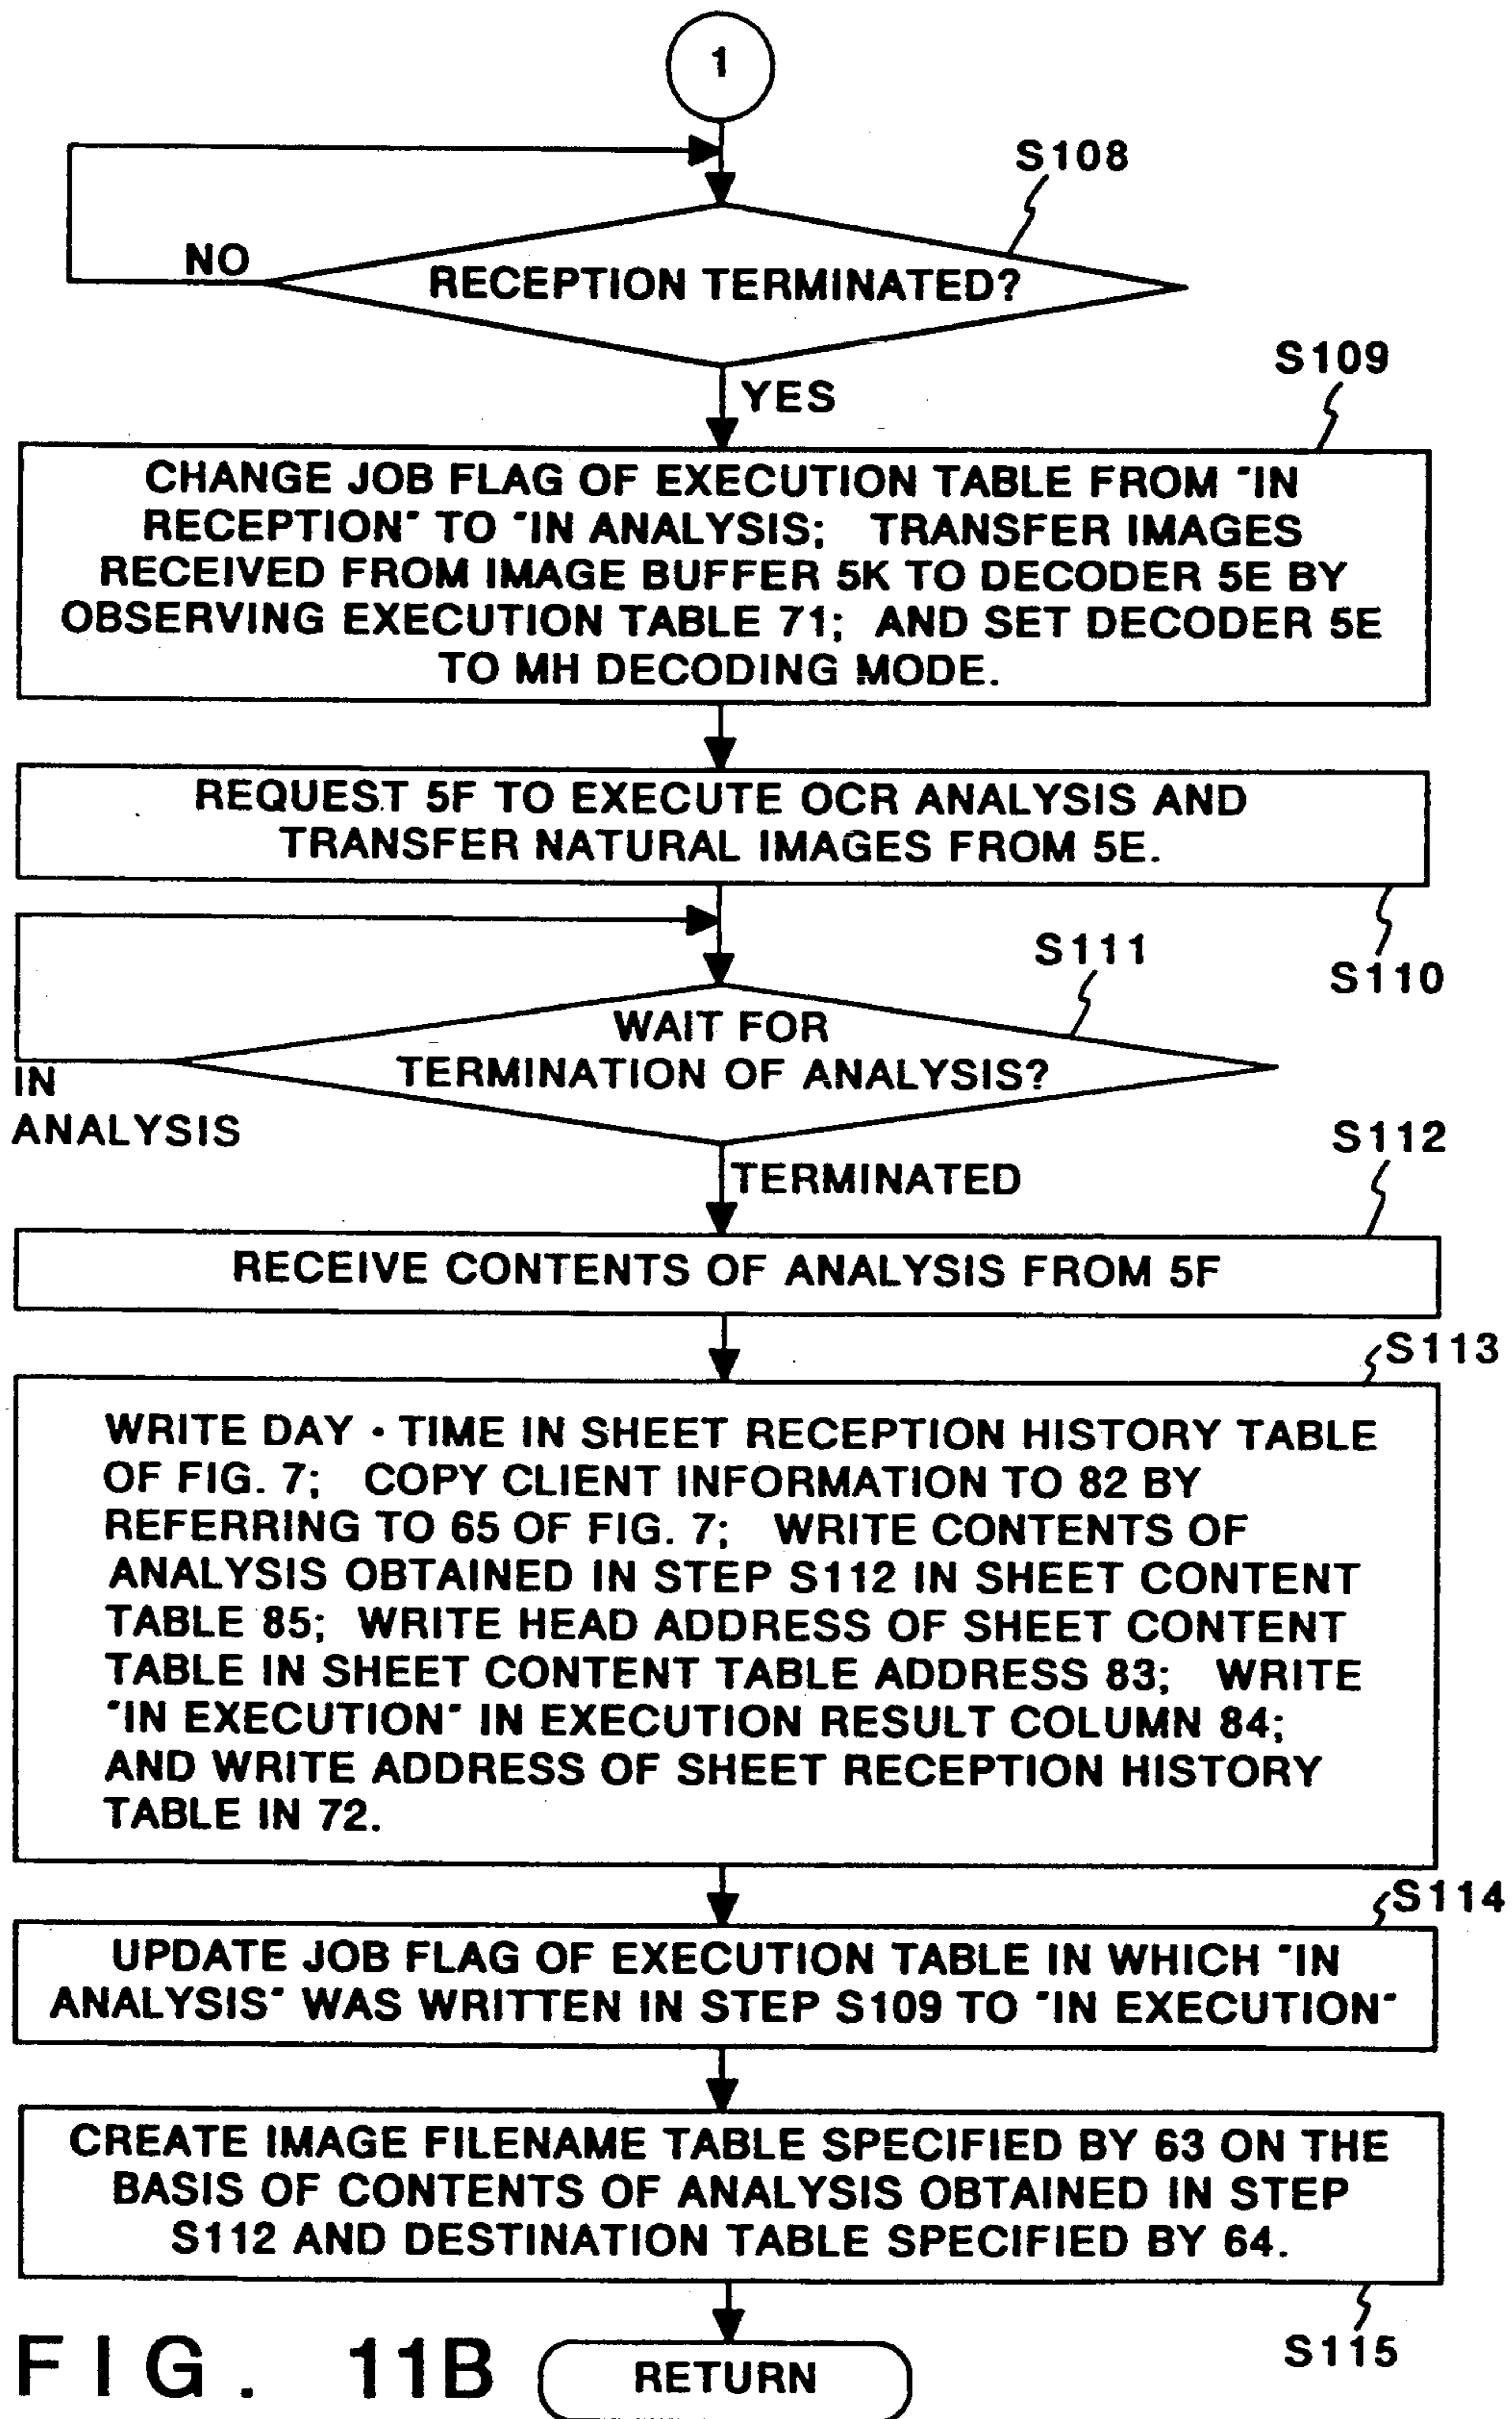 1
S108
NO
RECEPTION TERMINATED?
S109
YES
CHANGE JOB FLAG OF EXECUTION TABLE FROM "IN
RECEPTION" TO "IN ANALYSIS; TRANSFER IMAGES
RECEIVED FROM IMAGE BUFFER 5K TO DECODER 5E BY
OBSERVING EXECUTION TABLE 71; AND SET DECODER 5E
TO MH DECODING MODE.
REQUEST 5F TO EXECUTE OCR ANALYSIS AND
TRANSFER NATURAL IMAGES FROM 5E.
S110
S111
WAIT FOR
TERMINATION OF ANALYSIS?
IN
ANALYSIS
S112
TERMINATED
RECEIVE CONTENTS OF ANALYSIS FROM 5F
S113
WRITE DAY • TIME IN SHEET RECEPTION HISTORY TABLE
OF FIG. 7; COPY CLIENT INFORMATION TO 82 BY
REFERRING TO 65 OF FIG. 7; WRITE CONTENTS OF
ANALYSIS OBTAINED IN STEP S112 IN SHEET CONTENT
TABLE 85; WRITE HEAD ADDRESS OF SHEET CONTENT
TABLE IN SHEET CONTENT TABLE ADDRESS 83; WRITE
"IN EXECUTION" IN EXECUTION RESULT COLUMN 84;
AND WRITE ADDRESS OF SHEET RECEPTION HISTORY
TABLE IN 72.
S114
UPDATE JOB FLAG OF EXECUTION TABLE IN WHICH "IN
ANALYSIS" WAS WRITTEN IN STEP S109 TO "IN EXECUTION"
CREATE IMAGE FILENAME TABLE SPECIFIED BY 63 ON THE
BASIS OF CONTENTS OF ANALYSIS OBTAINED IN STEP
S112 AND DESTINATION TABLE SPECIFIED BY 64.
S115
RETURN
FIG. 11B